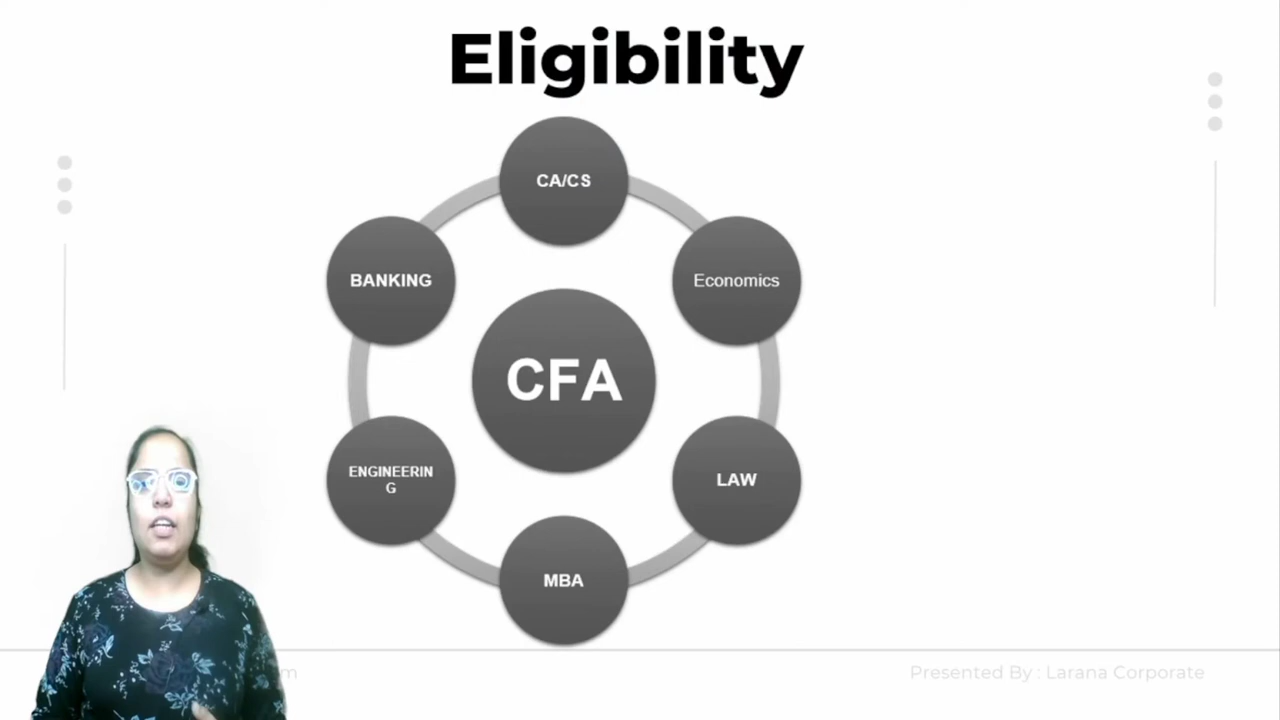 Eligibility
CA/CS
BANKING
Economics
CFA
ENGINEERIN
G
LAW
MBA
m
Presented By : Larana Corporate